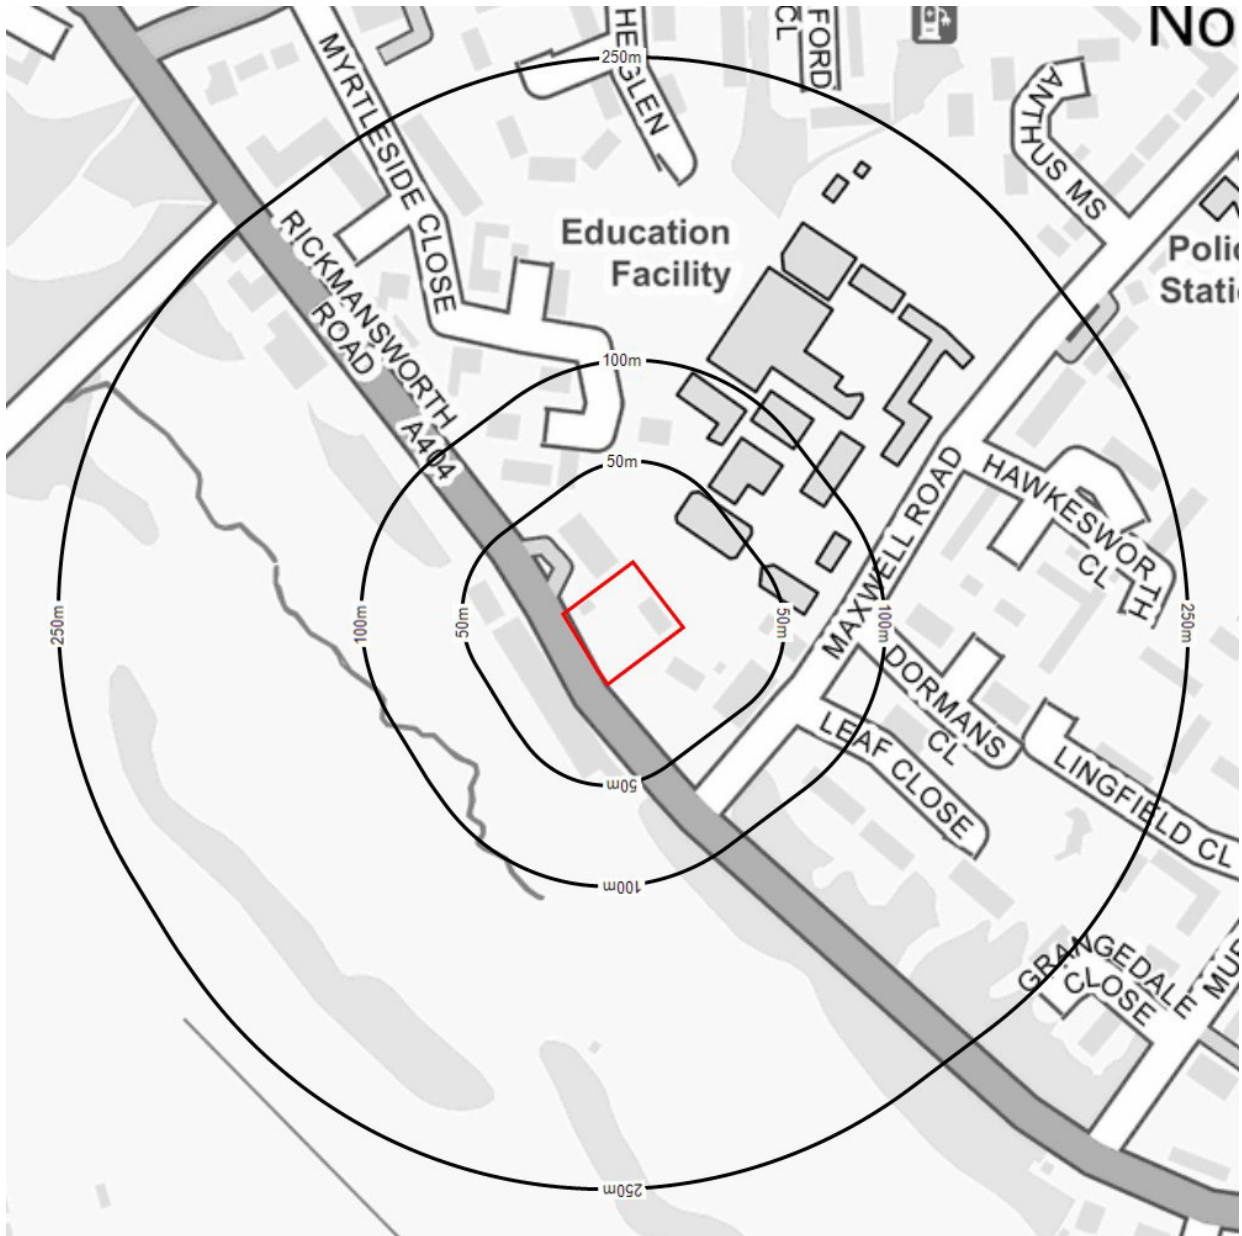 No
HE GLEN
CL
FORD
250m
MYRTLESIDE CLOSE
ANTHUS MS
Education
Facility
Polic
Statio
RICKMANSWORTH
ROAD
A404
100m
50m
MAXWELL ROAD
HAWKESWORTH
CL
250m
100m
50m
50m
100m
250m
DORMANS
CL
LEAF CLOSE
LINGFIELD CL
50m
100m
GRANGEDALE
CLOSE
MUR
250m